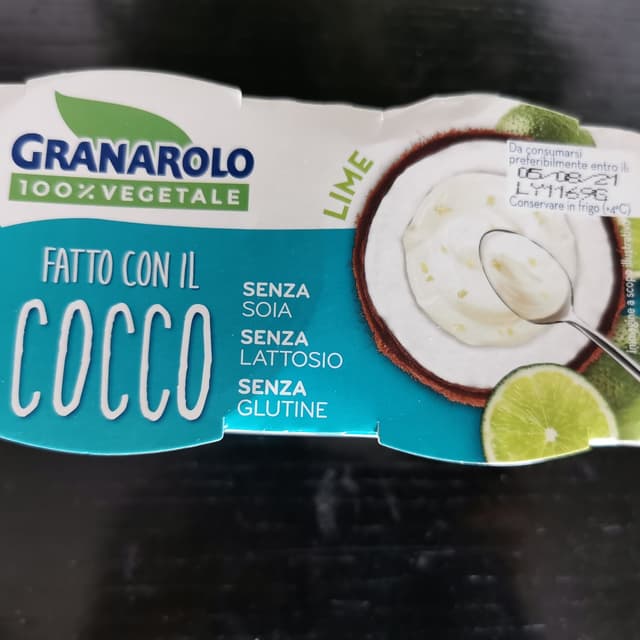 GRANAROLO
100% VEGETALE
FATTO CON IL
COCCO
SENZA
SOIA
SENZA
LATTOSIO
SENZA
GLUTINE
LIME
Da consumarsi
preferibilmente entro il:
05/08/21
Conservare in frigo (+4°C)